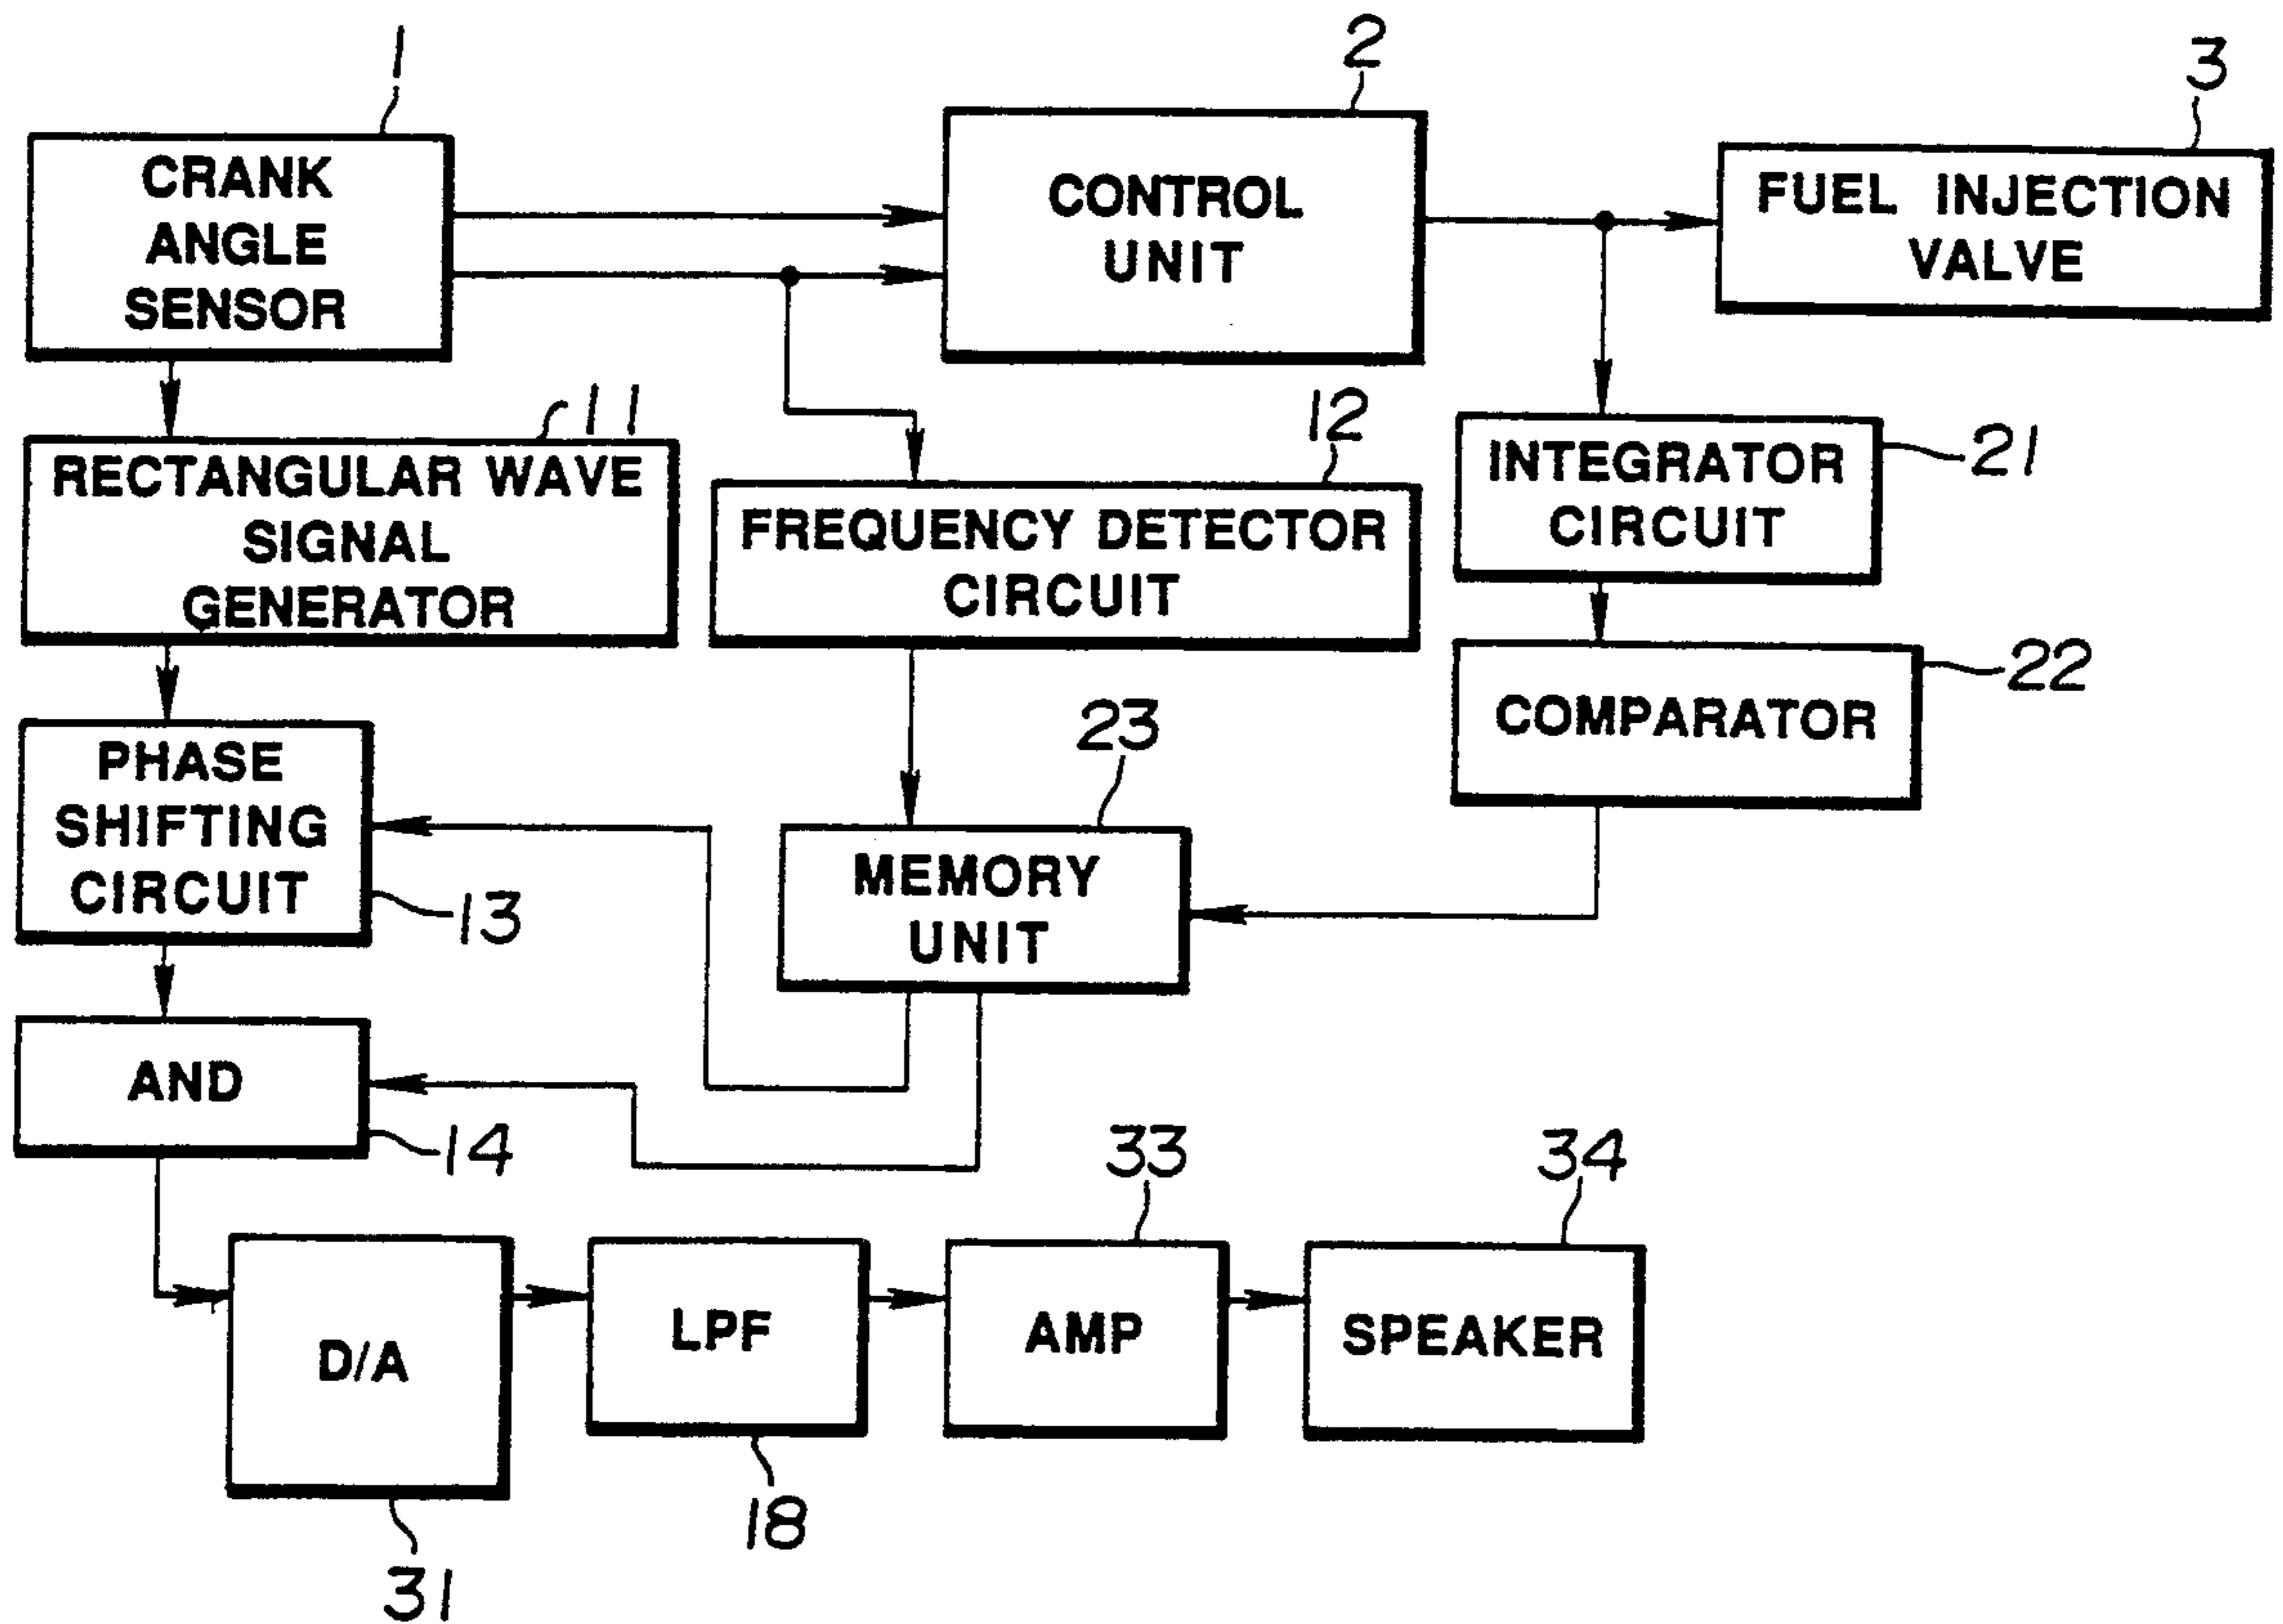 1
2
3
CRANK
ANGLE
SENSOR
CONTROL
UNIT
FUEL INJECTION
VALVE
11
12
21
RECTANGULAR WAVE
SIGNAL
GENERATOR
FREQUENCY DETECTOR
CIRCUIT
INTEGRATOR
CIRCUIT
22
COMPARATOR
23
PHASE
SHIFTING
CIRCUIT
13
MEMORY
UNIT
AND
14
33
34
D/A
LPF
AMP
SPEAKER
18
31